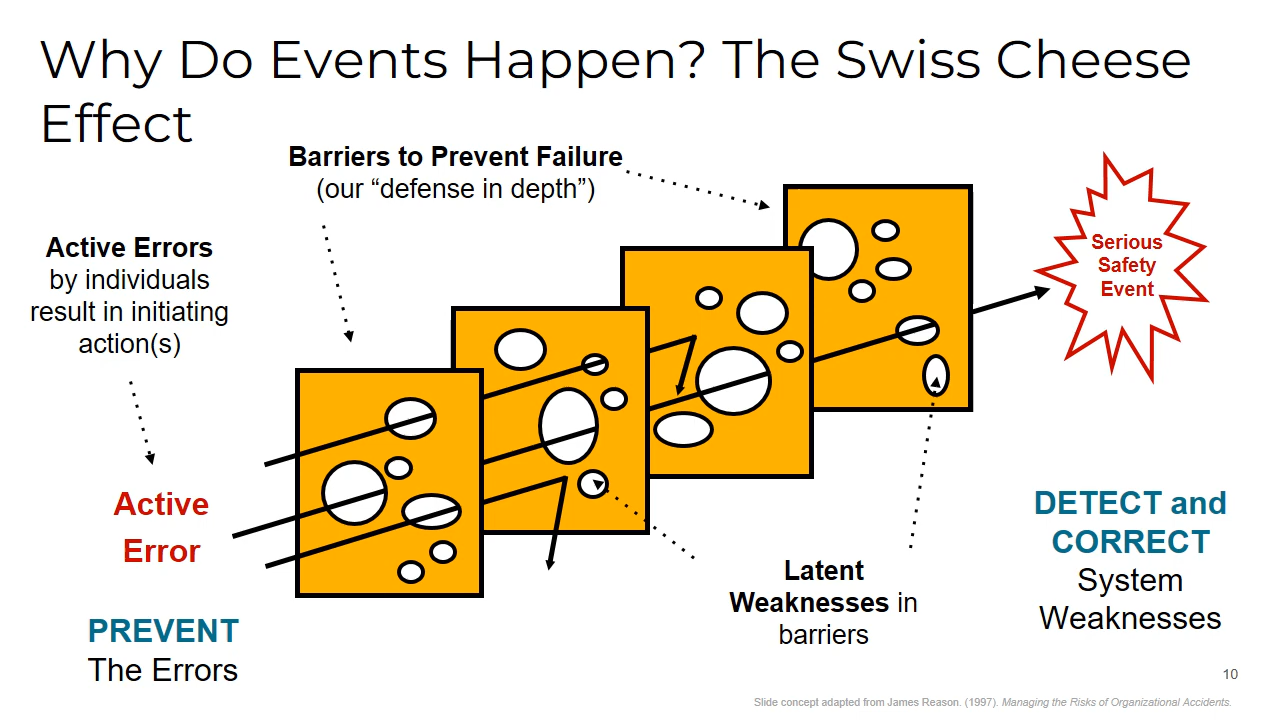 Why Do Events Happen? The Swiss Cheese
Effect
Barriers to Prevent Failure
(our “defense in depth”)
Active Errors
by individuals
result in initiating
action(s)
Serious
Safety
Event
Active
Error
PREVENT
The Errors
Latent
Weaknesses in
barriers
DETECT and
CORRECT
System
Weaknesses
10
Slide concept adapted from James Reason. (1997). Managing the Risks of Organizational Accidents.